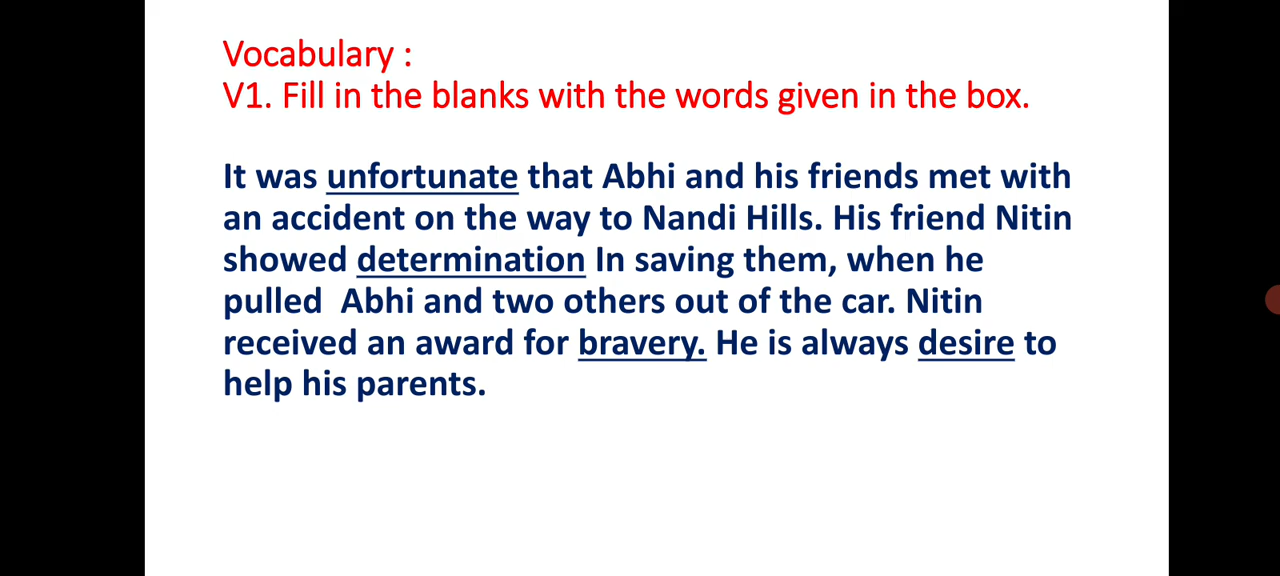 Vocabulary :
V1. Fill in the blanks with the words given in the box.
It was unfortunate that Abhi and his friends met with
an accident on the way to Nandi Hills. His friend Nitin
showed determination In saving them, when he
pulled  Abhi and two others out of the car. Nitin
received an award for bravery. He is always desire to
help his parents.